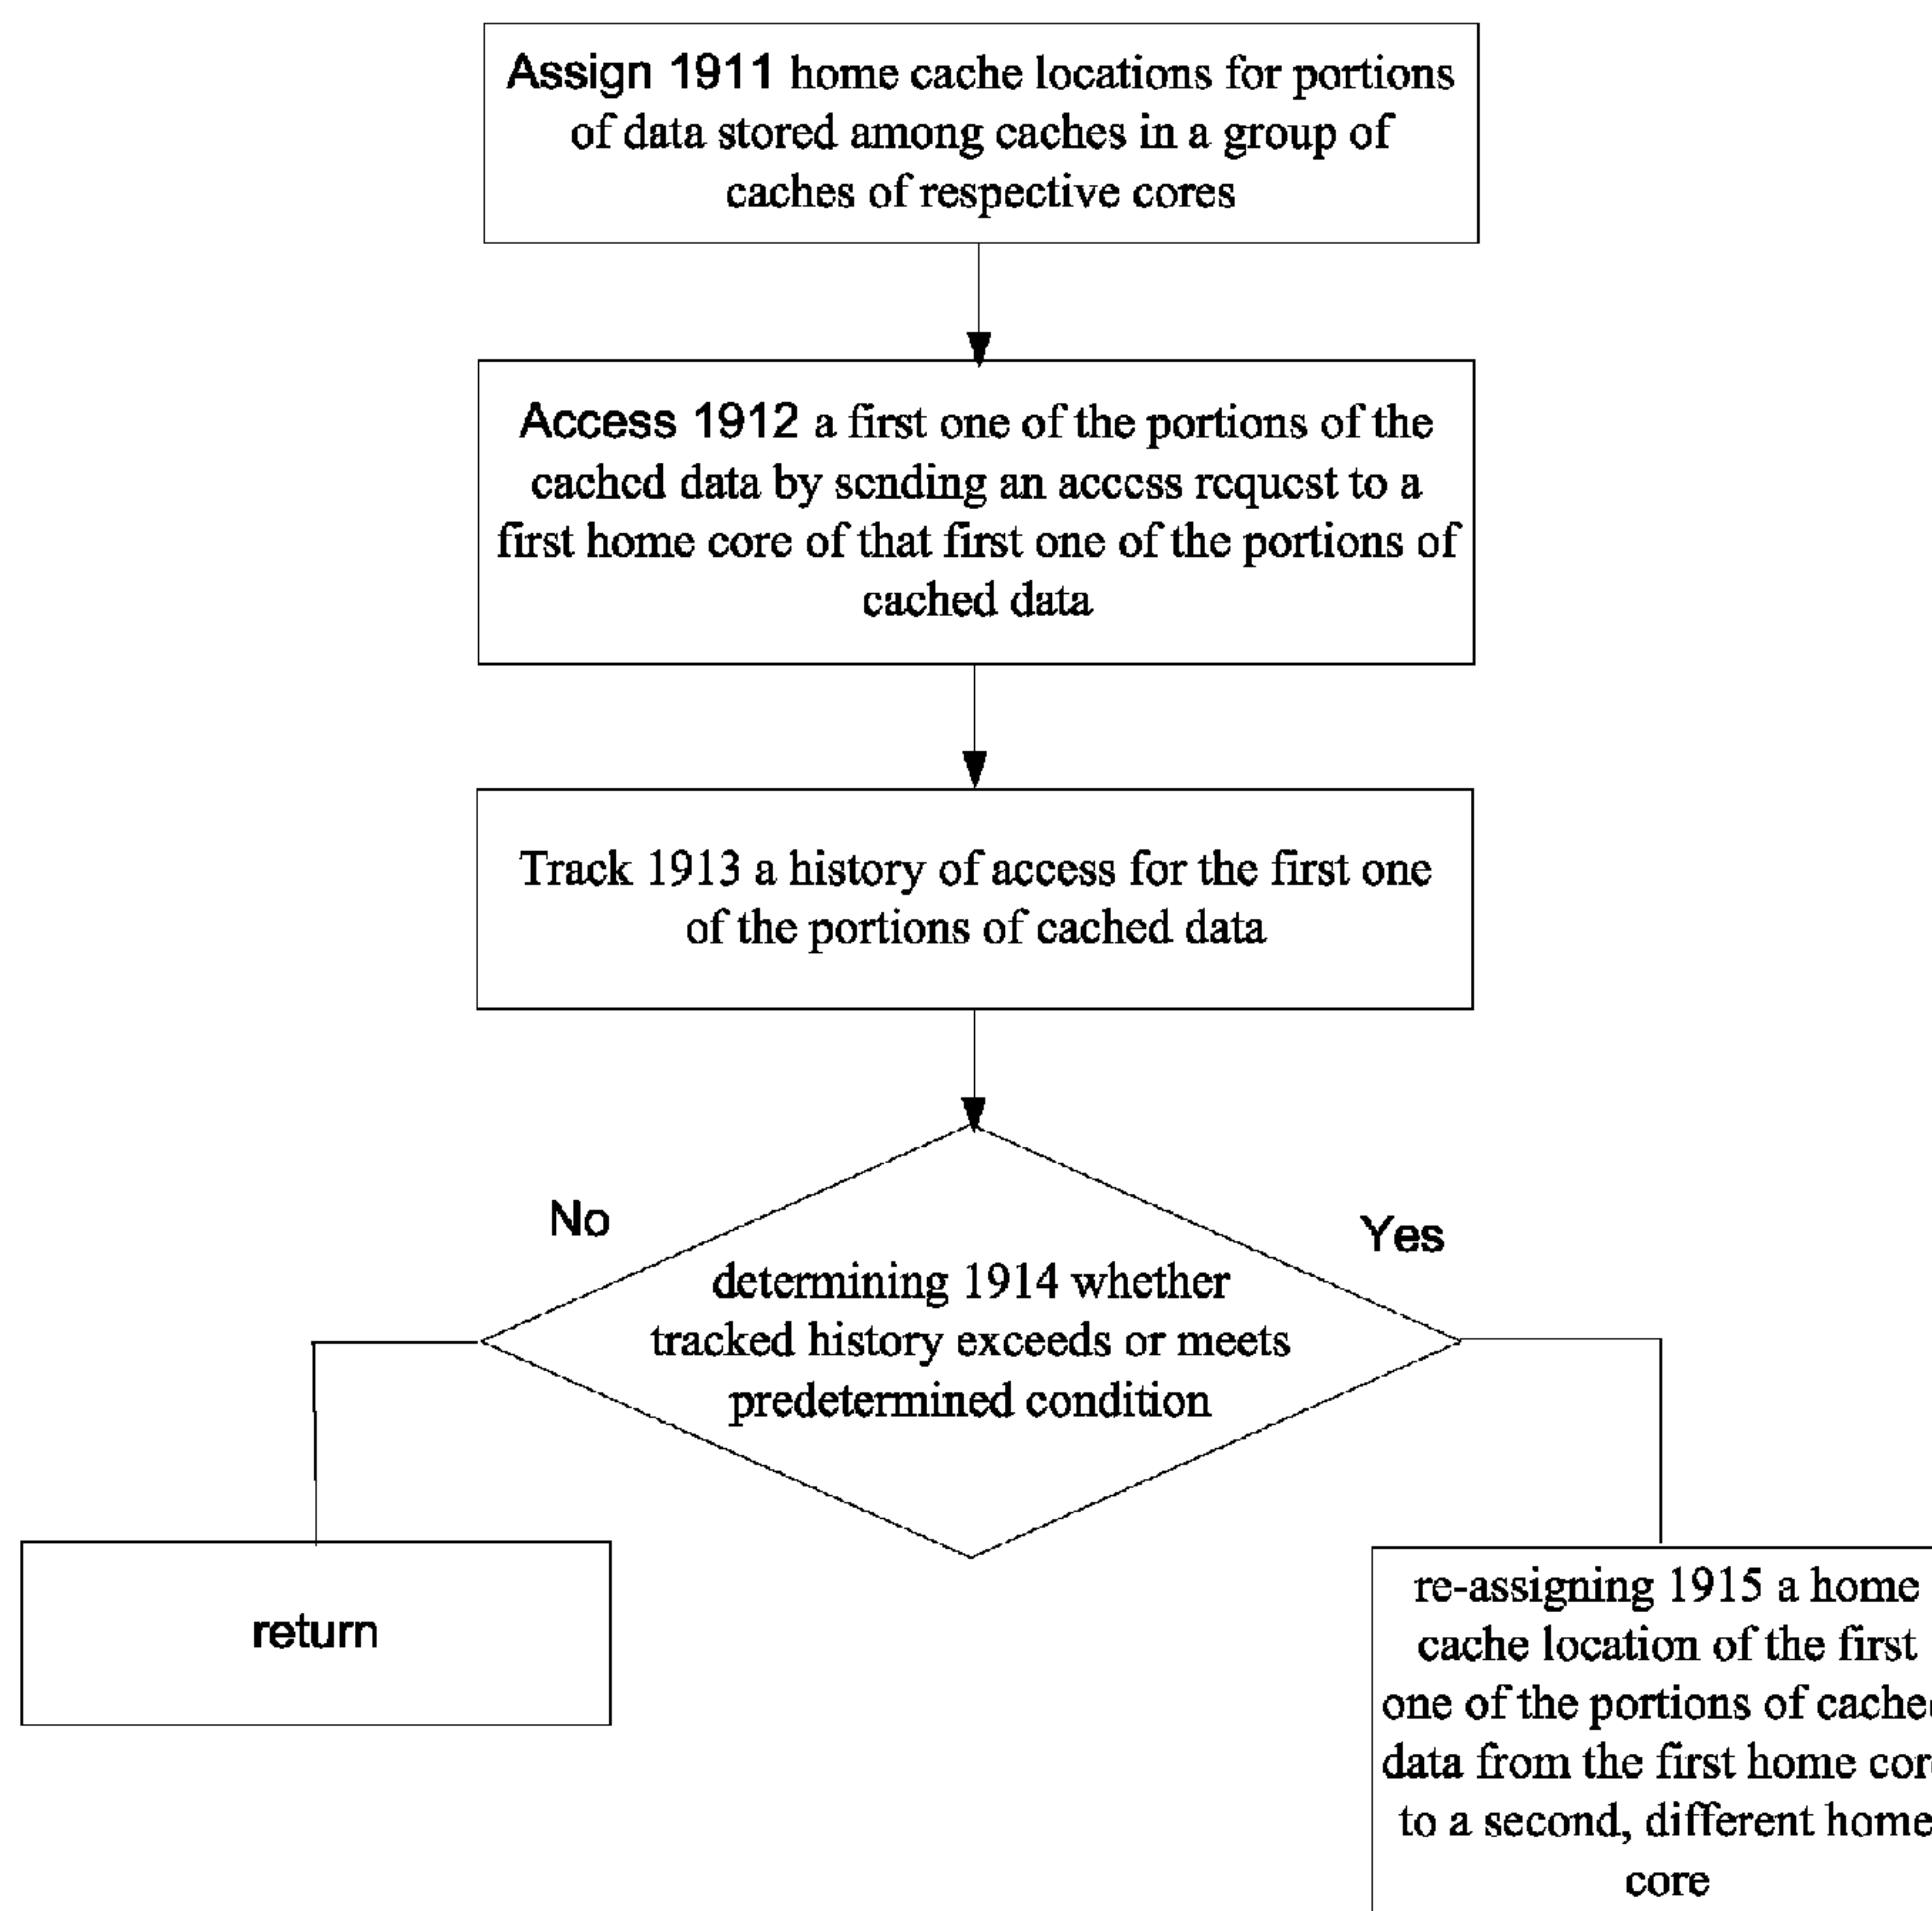 Assign 1911 home cache locations for portions
of data stored among caches in a group of
caches of respective cores
Access 1912 a first one of the portions of the
cached data by sending an access request to a
first home core of that first one of the portions of
cached data
Track 1913 a history of access for the first one
of the portions of cached data
No
Yes
determining 1914 whether
tracked history exceeds or meets
predetermined condition
return
re-assigning 1915 a home
cache location of the first
one of the portions of cached
data from the first home core
to a second, different home
core